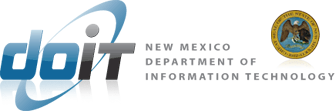 doit
NEW MEXICO
DEPARTMENT OF
INFORMATION TECHNOLOGY